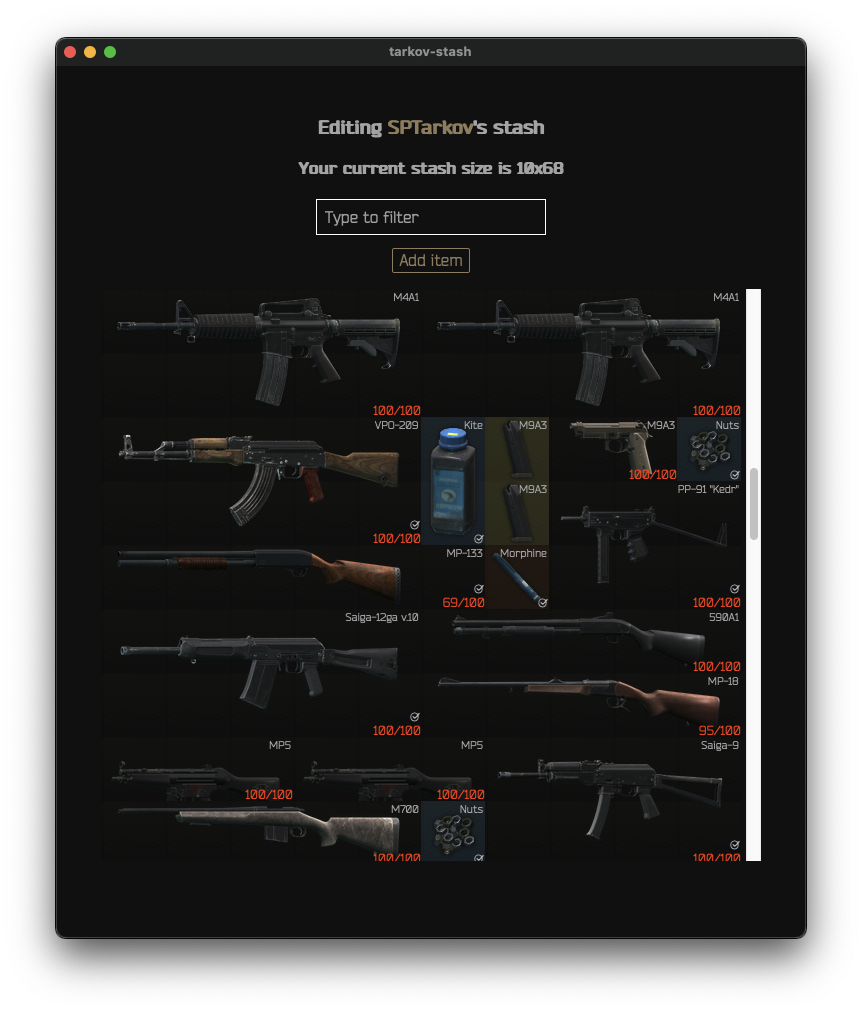 tarkov-stash
Editing SPTarkov's stash
Your current stash size is 10x68
Type to filter
Add item
M4A1
M4A1
100/100
100/100
VPO-209
Kite
M9A3
M9A3
Nuts
100/100
M9A3
PP-91 "Kedr"
100/100
MP-133
Morphine
69/100
100/100
Saiga-12ga v.10
590A1
100/100
MP-18
100/100
95/100
MP5
MP5
Saiga-9
100/100
100/100
M700
Nuts
100/100
100/100